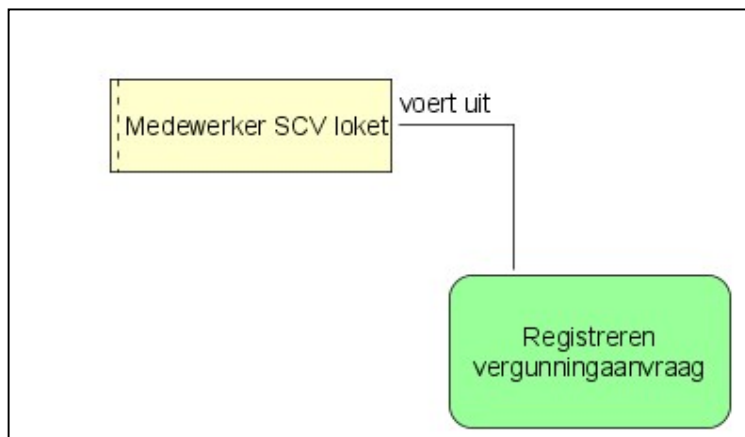 voert uit
Medewerker SCV loket
Registreren
vergunningaanvraag